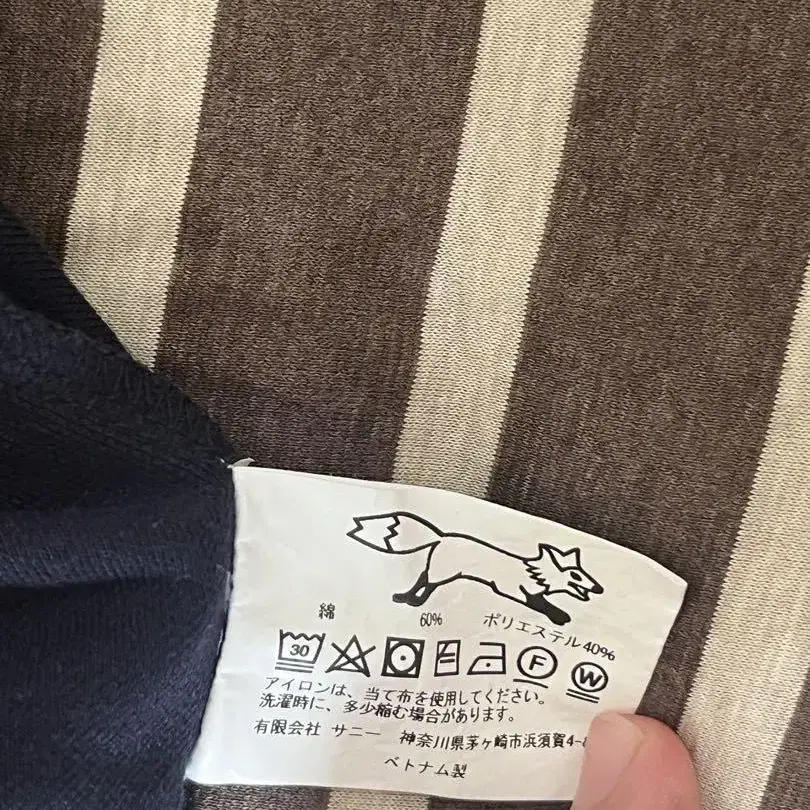 綿 60% ポリエステル 40%
30 F W
アイロンは、当て布を使用してください。
洗濯時に、多少縮む場合があります。
有限会社 サニー 神奈川県茅ヶ崎市浜須賀4-
ベトナム製